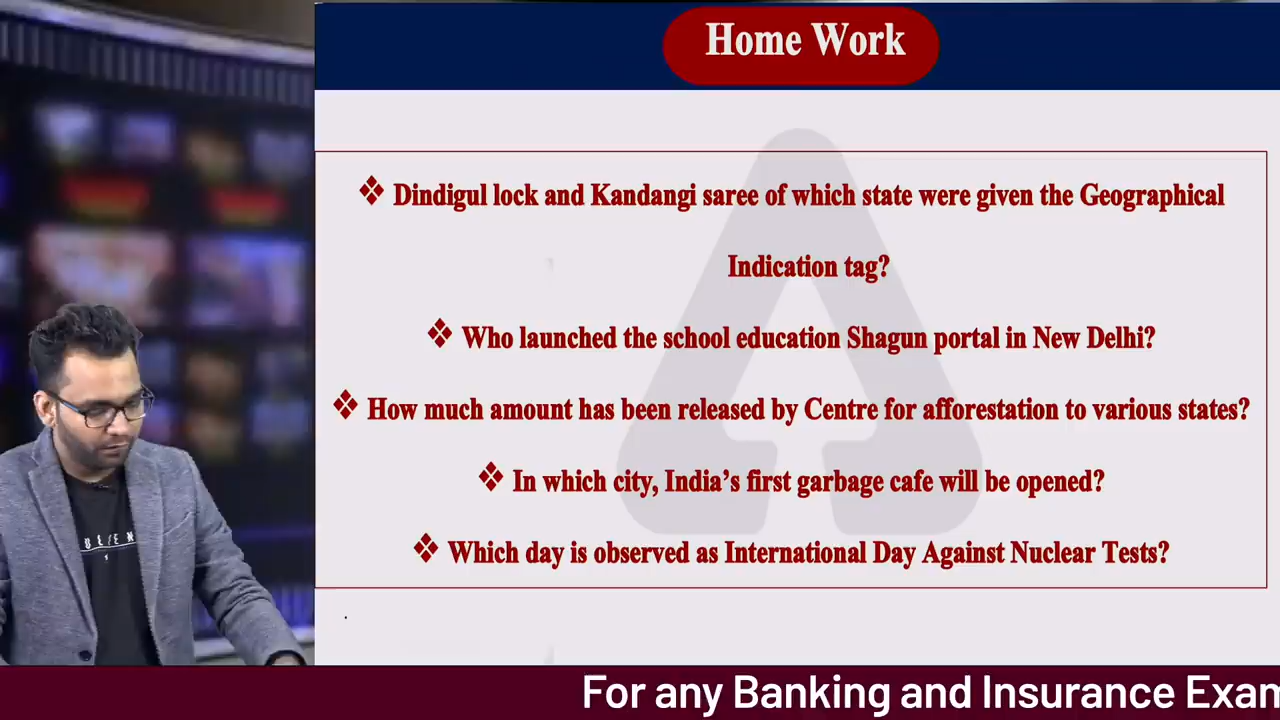 Home Work
❖ Dindigul lock and Kandangi saree of which state were given the Geographical
Indication tag?
❖ Who launched the school education Shagun portal in New Delhi?
❖ How much amount has been released by Centre for afforestation to various states?
❖ In which city, India's first garbage cafe will be opened?
❖ Which day is observed as International Day Against Nuclear Tests?
For any Banking and Insurance Exam